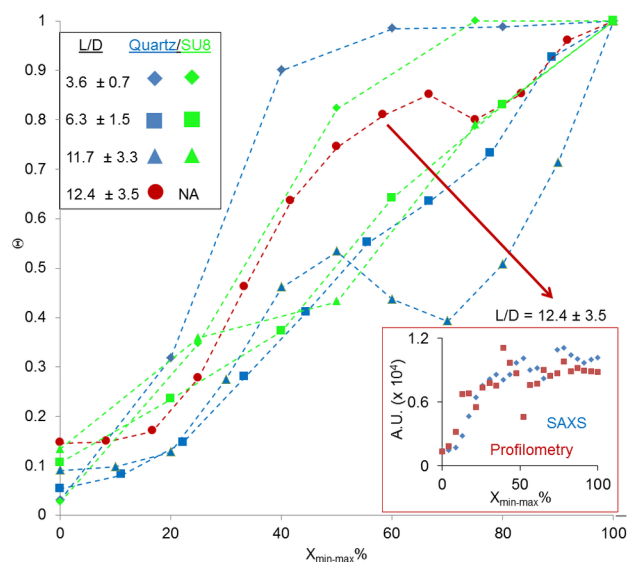 L/D Quartz/SU8
3.6 ± 0.7
6.3 ± 1.5
11.7 ± 3.3
12.4 ± 3.5 NA
1
0.9
0.8
0.7
0.6
0.5
0.4
0.3
0.2
0.1
0
Θ
0 20 40 60 80 100
Xmin-max%
L/D = 12.4 ± 3.5
1.2
0.6
0
A.U. (x 10⁴)
SAXS
Profilometry
0 50 100
Xmin-max%